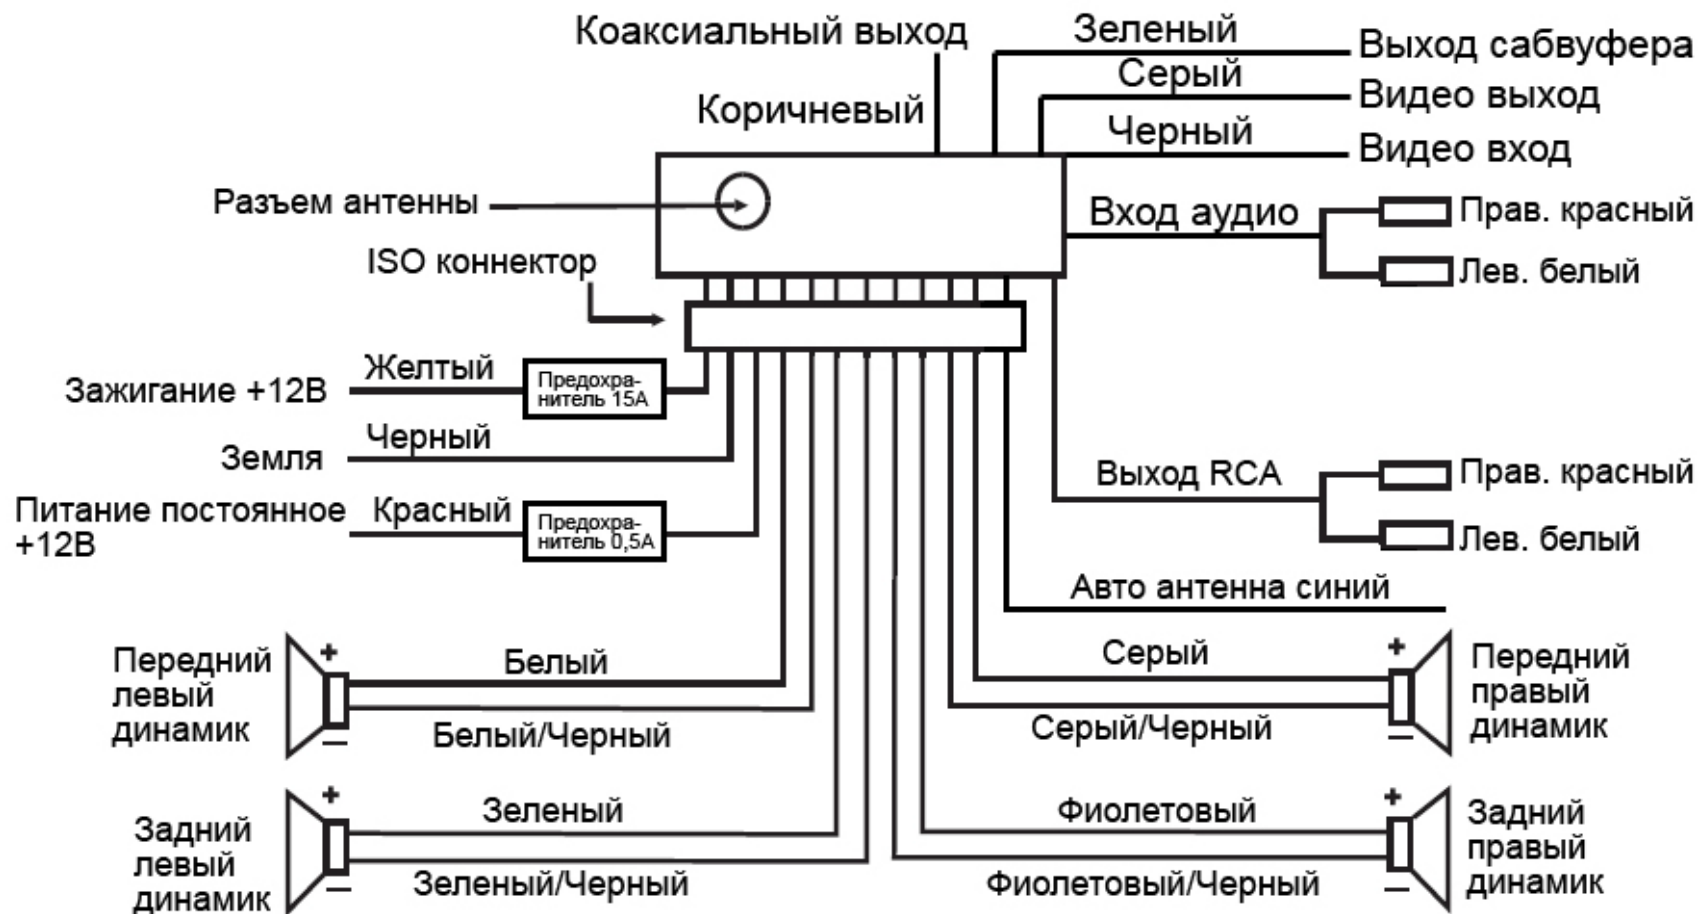 Коаксиальный выход
Зеленый
Выход сабвуфера
Серый
Видео выход
Коричневый
Черный
Видео вход
Разъем антенны
Вход аудио
Прав. красный
Лев. белый
ISO коннектор
Желтый
Зажигание +12В
Предохра-
нитель 15А
Черный
Земля
Выход RCA
Прав. красный
Лев. белый
Питание постоянное
+12В
Красный
Предохра-
нитель 0,5А
Авто антенна синий
Передний
левый
динамик
+
Белый
Белый/Черный
—
Серый
Серый/Черный
+
—
Передний
правый
динамик
Задний
левый
динамик
+
Зеленый
Зеленый/Черный
—
Фиолетовый
Фиолетовый/Черный
+
—
Задний
правый
динамик